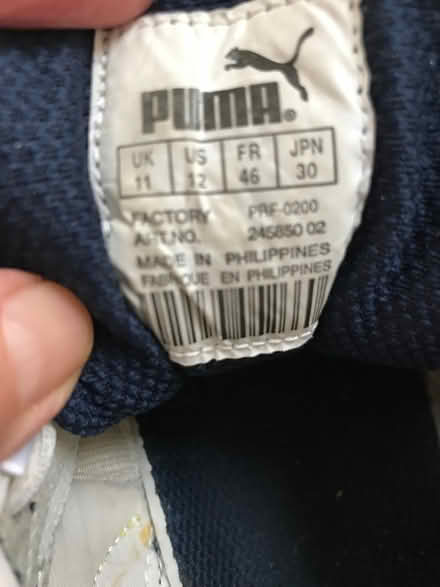 PUMA®
UK US FR JPN
11 12 46 30
FACTORY PRF-0200
ART.NO. 245850 02
MADE IN PHILIPPINES
FABRIQUE EN PHILIPPINES